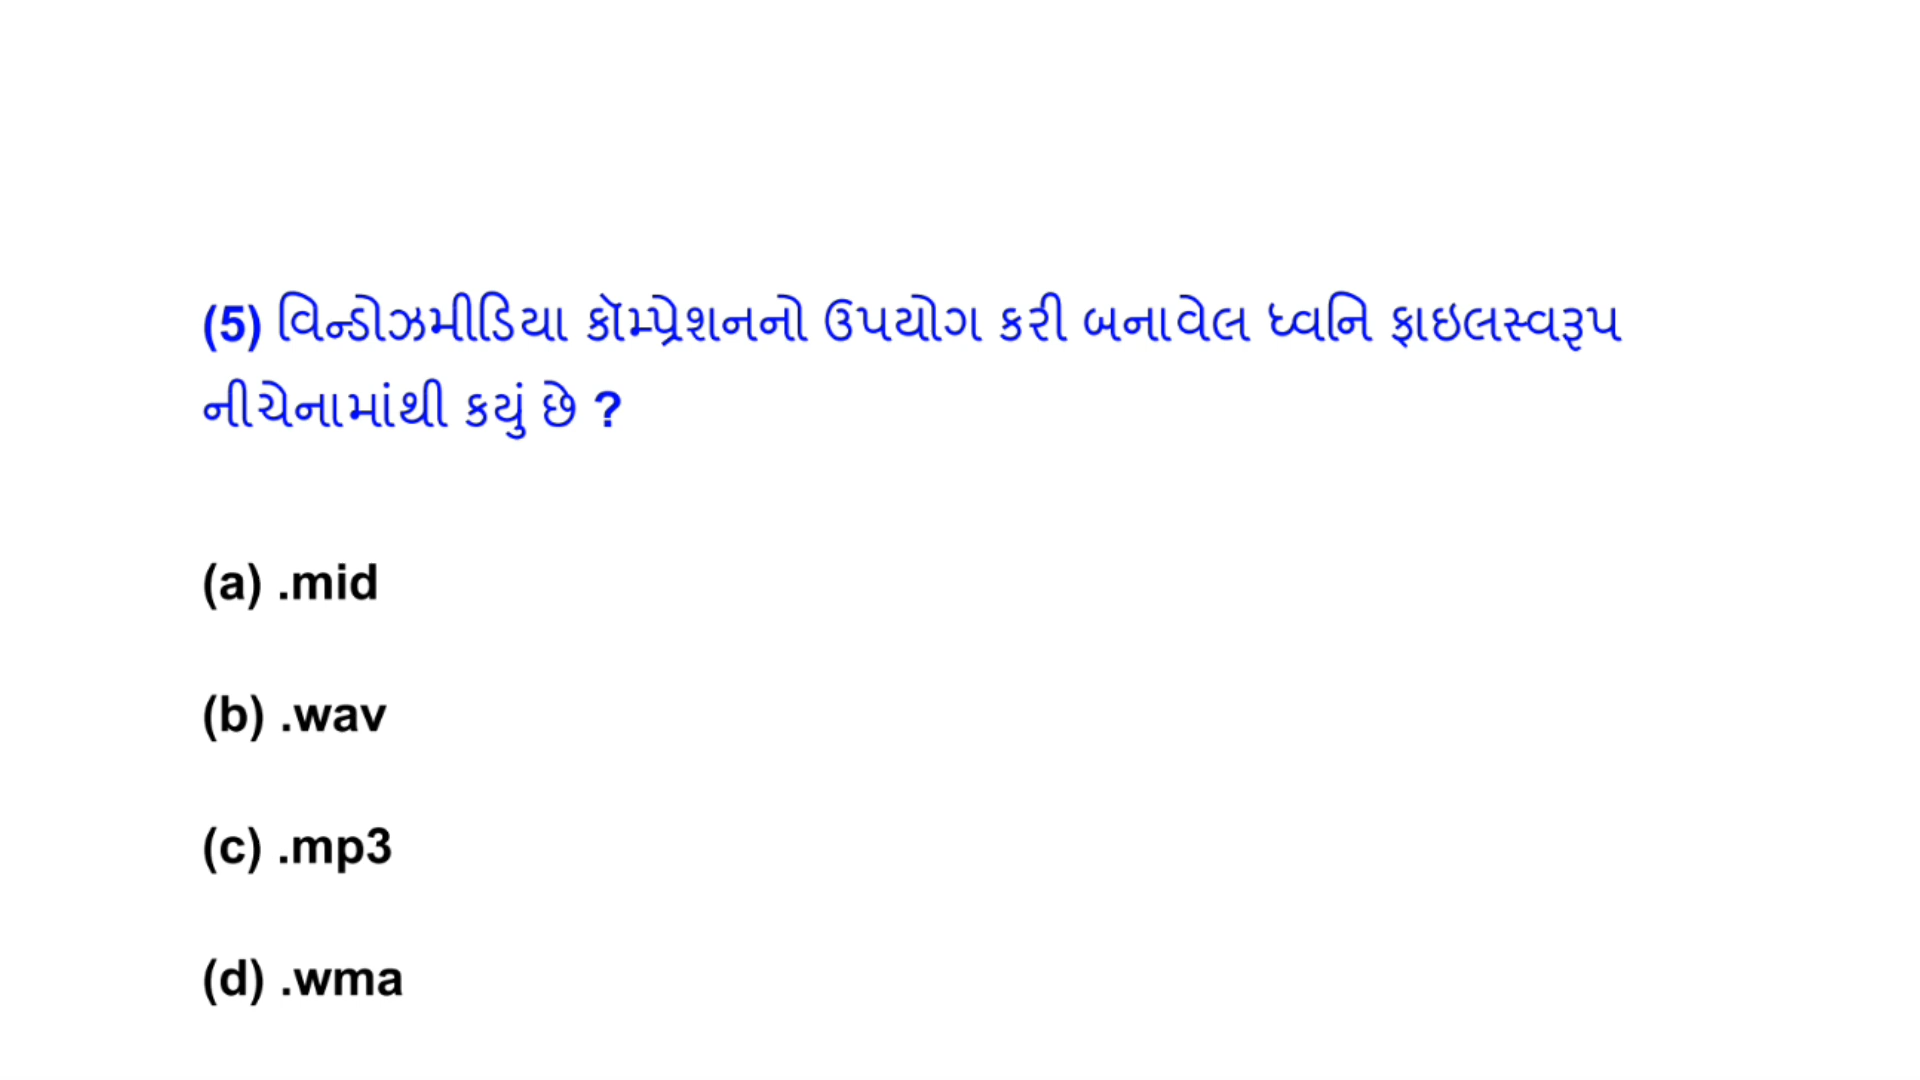 (5) વિન્ડોઝમીડિયા કૉમ્પ્રેશનનો ઉપયોગ કરી બનાવેલ ધ્વનિ ફાઇલસ્વરૂપ
નીચેનામાંથી કયું છે ?
(a) .mid
(b) .wav
(c) .mp3
(d) .wma